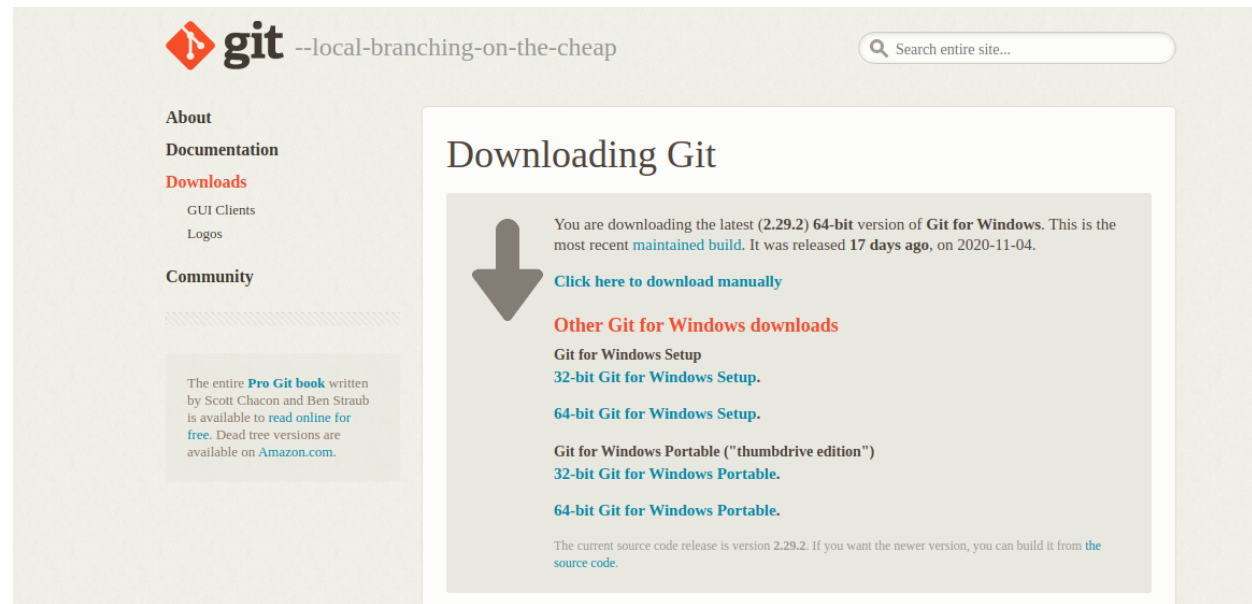 git --local-branching-on-the-cheap
Search entire site...
About
Documentation
Downloads
GUI Clients
Logos
Community
The entire Pro Git book written
by Scott Chacon and Ben Straub
is available to read online for
free. Dead tree versions are
available on Amazon.com.
Downloading Git
You are downloading the latest (2.29.2) 64-bit version of Git for Windows. This is the
most recent maintained build. It was released 17 days ago, on 2020-11-04.
Click here to download manually
Other Git for Windows downloads
Git for Windows Setup
32-bit Git for Windows Setup.
64-bit Git for Windows Setup.
Git for Windows Portable ("thumbdrive edition")
32-bit Git for Windows Portable.
64-bit Git for Windows Portable.
The current source code release is version 2.29.2. If you want the newer version, you can build it from the
source code.